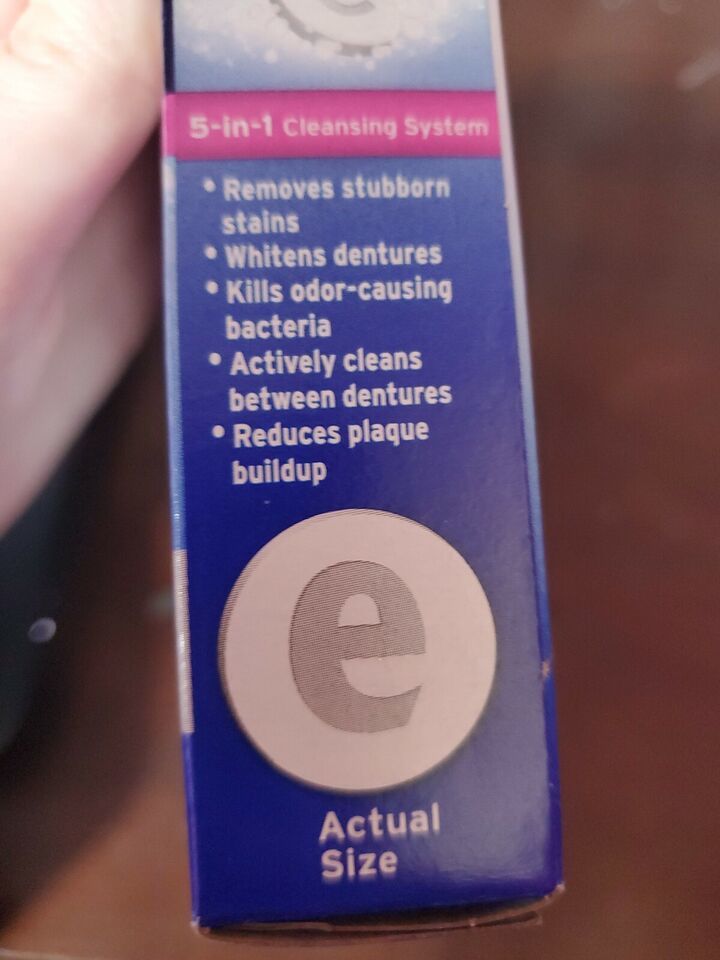 e
5-in-1 Cleansing System
• Removes stubborn
stains
• Whitens dentures
• Kills odor-causing
bacteria
• Actively cleans
between dentures
• Reduces plaque
buildup
e
Actual
Size